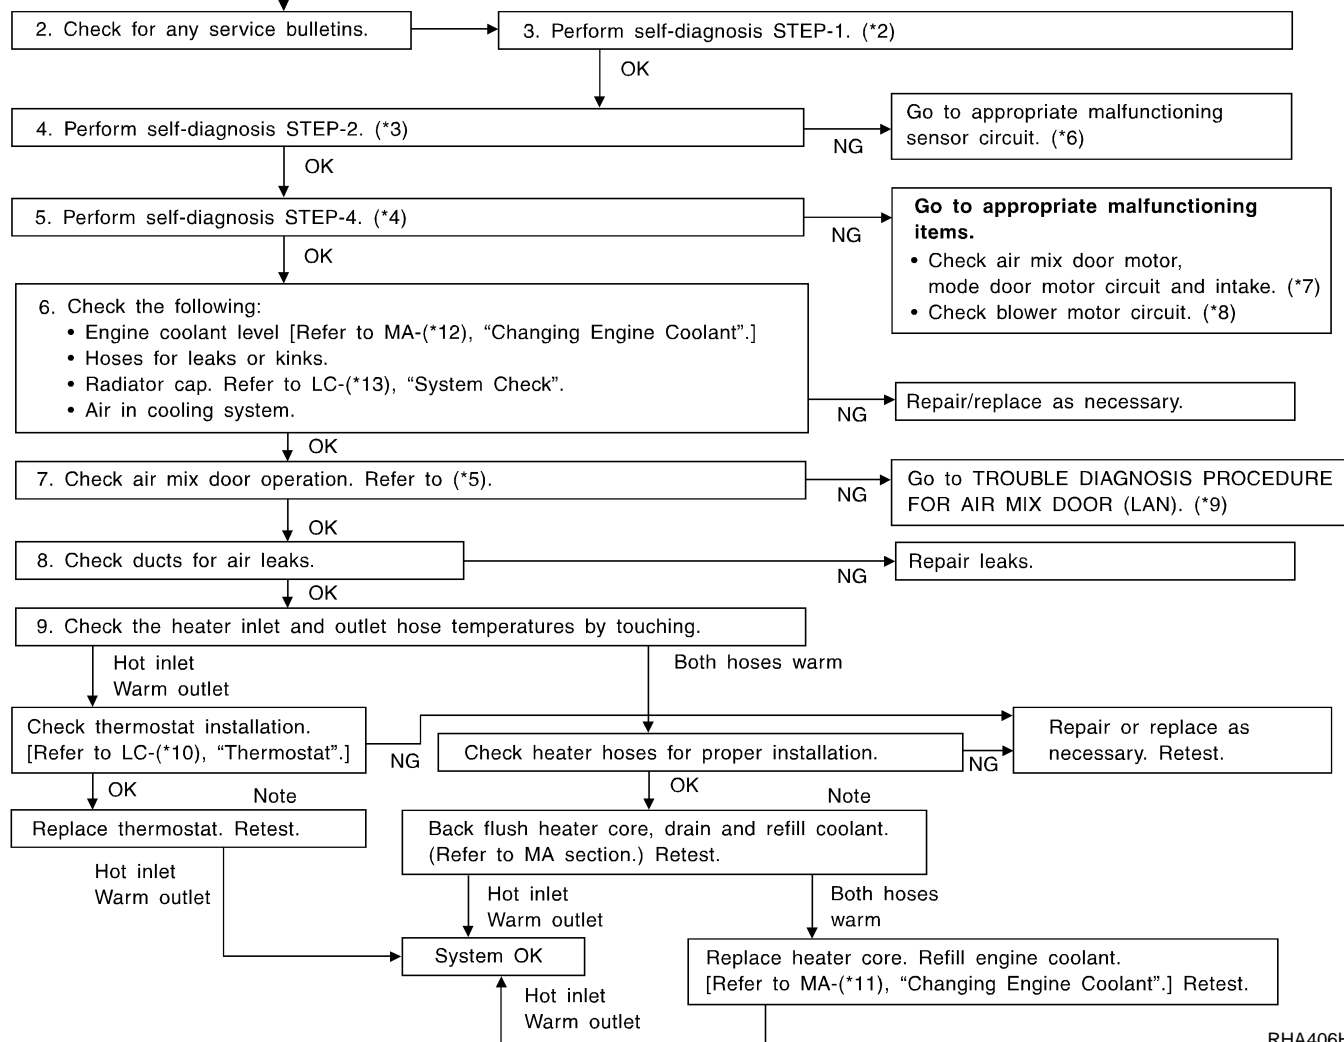 2. Check for any service bulletins.
3. Perform self-diagnosis STEP-1. (*2)
OK
4. Perform self-diagnosis STEP-2. (*3)
NG
Go to appropriate malfunctioning
sensor circuit. (*6)
OK
5. Perform self-diagnosis STEP-4. (*4)
NG
Go to appropriate malfunctioning
items.
• Check air mix door motor,
mode door motor circuit and intake. (*7)
• Check blower motor circuit. (*8)
OK
6. Check the following:
• Engine coolant level [Refer to MA-(*12), “Changing Engine Coolant”.]
• Hoses for leaks or kinks.
• Radiator cap. Refer to LC-(*13), “System Check”.
• Air in cooling system.
NG
Repair/replace as necessary.
OK
7. Check air mix door operation. Refer to (*5).
NG
Go to TROUBLE DIAGNOSIS PROCEDURE
FOR AIR MIX DOOR (LAN). (*9)
OK
8. Check ducts for air leaks.
NG
Repair leaks.
OK
9. Check the heater inlet and outlet hose temperatures by touching.
Hot inlet
Warm outlet
Both hoses warm
Check thermostat installation.
[Refer to LC-(*10), “Thermostat”.]
NG
Check heater hoses for proper installation.
NG
Repair or replace as
necessary. Retest.
OK
Note
OK
Note
Replace thermostat. Retest.
Back flush heater core, drain and refill coolant.
(Refer to MA section.) Retest.
Hot inlet
Warm outlet
Hot inlet
Warm outlet
Both hoses
warm
System OK
Replace heater core. Refill engine coolant.
[Refer to MA-(*11), “Changing Engine Coolant”.] Retest.
Hot inlet
Warm outlet
RHA406H